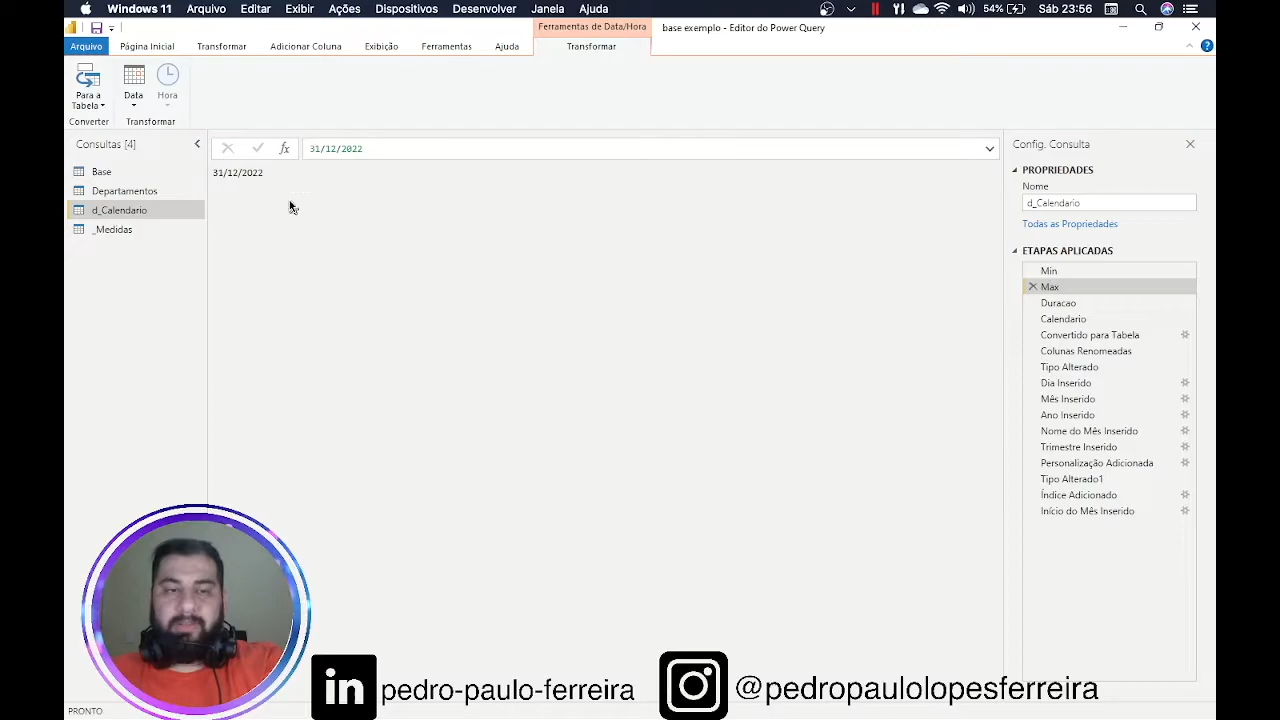 Windows 11 Arquivo Editar Exibir Ações Dispositivos Desenvolver Janela Ajuda 54% Sáb 23:56
Ferramentas de Data/Hora base exemplo - Editor do Power Query
Arquivo Página Inicial Transformar Adicionar Coluna Exibição Ferramentas Ajuda Transformar
Para a Tabela
Data
Hora
Converter Transformar
Consultas [4]
Base
Departamentos
d_Calendario
_Medidas
fx 31/12/2022
31/12/2022
Config. Consulta
PROPRIEDADES
Nome
d_Calendario
Todas as Propriedades
ETAPAS APLICADAS
Min
Max
Duracao
Calendario
Convertido para Tabela
Colunas Renomeadas
Tipo Alterado
Dia Inserido
Mês Inserido
Ano Inserido
Nome do Mês Inserido
Trimestre Inserido
Personalização Adicionada
Tipo Alterado1
Índice Adicionado
Início do Mês Inserido
in pedro-paulo-ferreira
@pedropaulolopesferreira
PRONTO